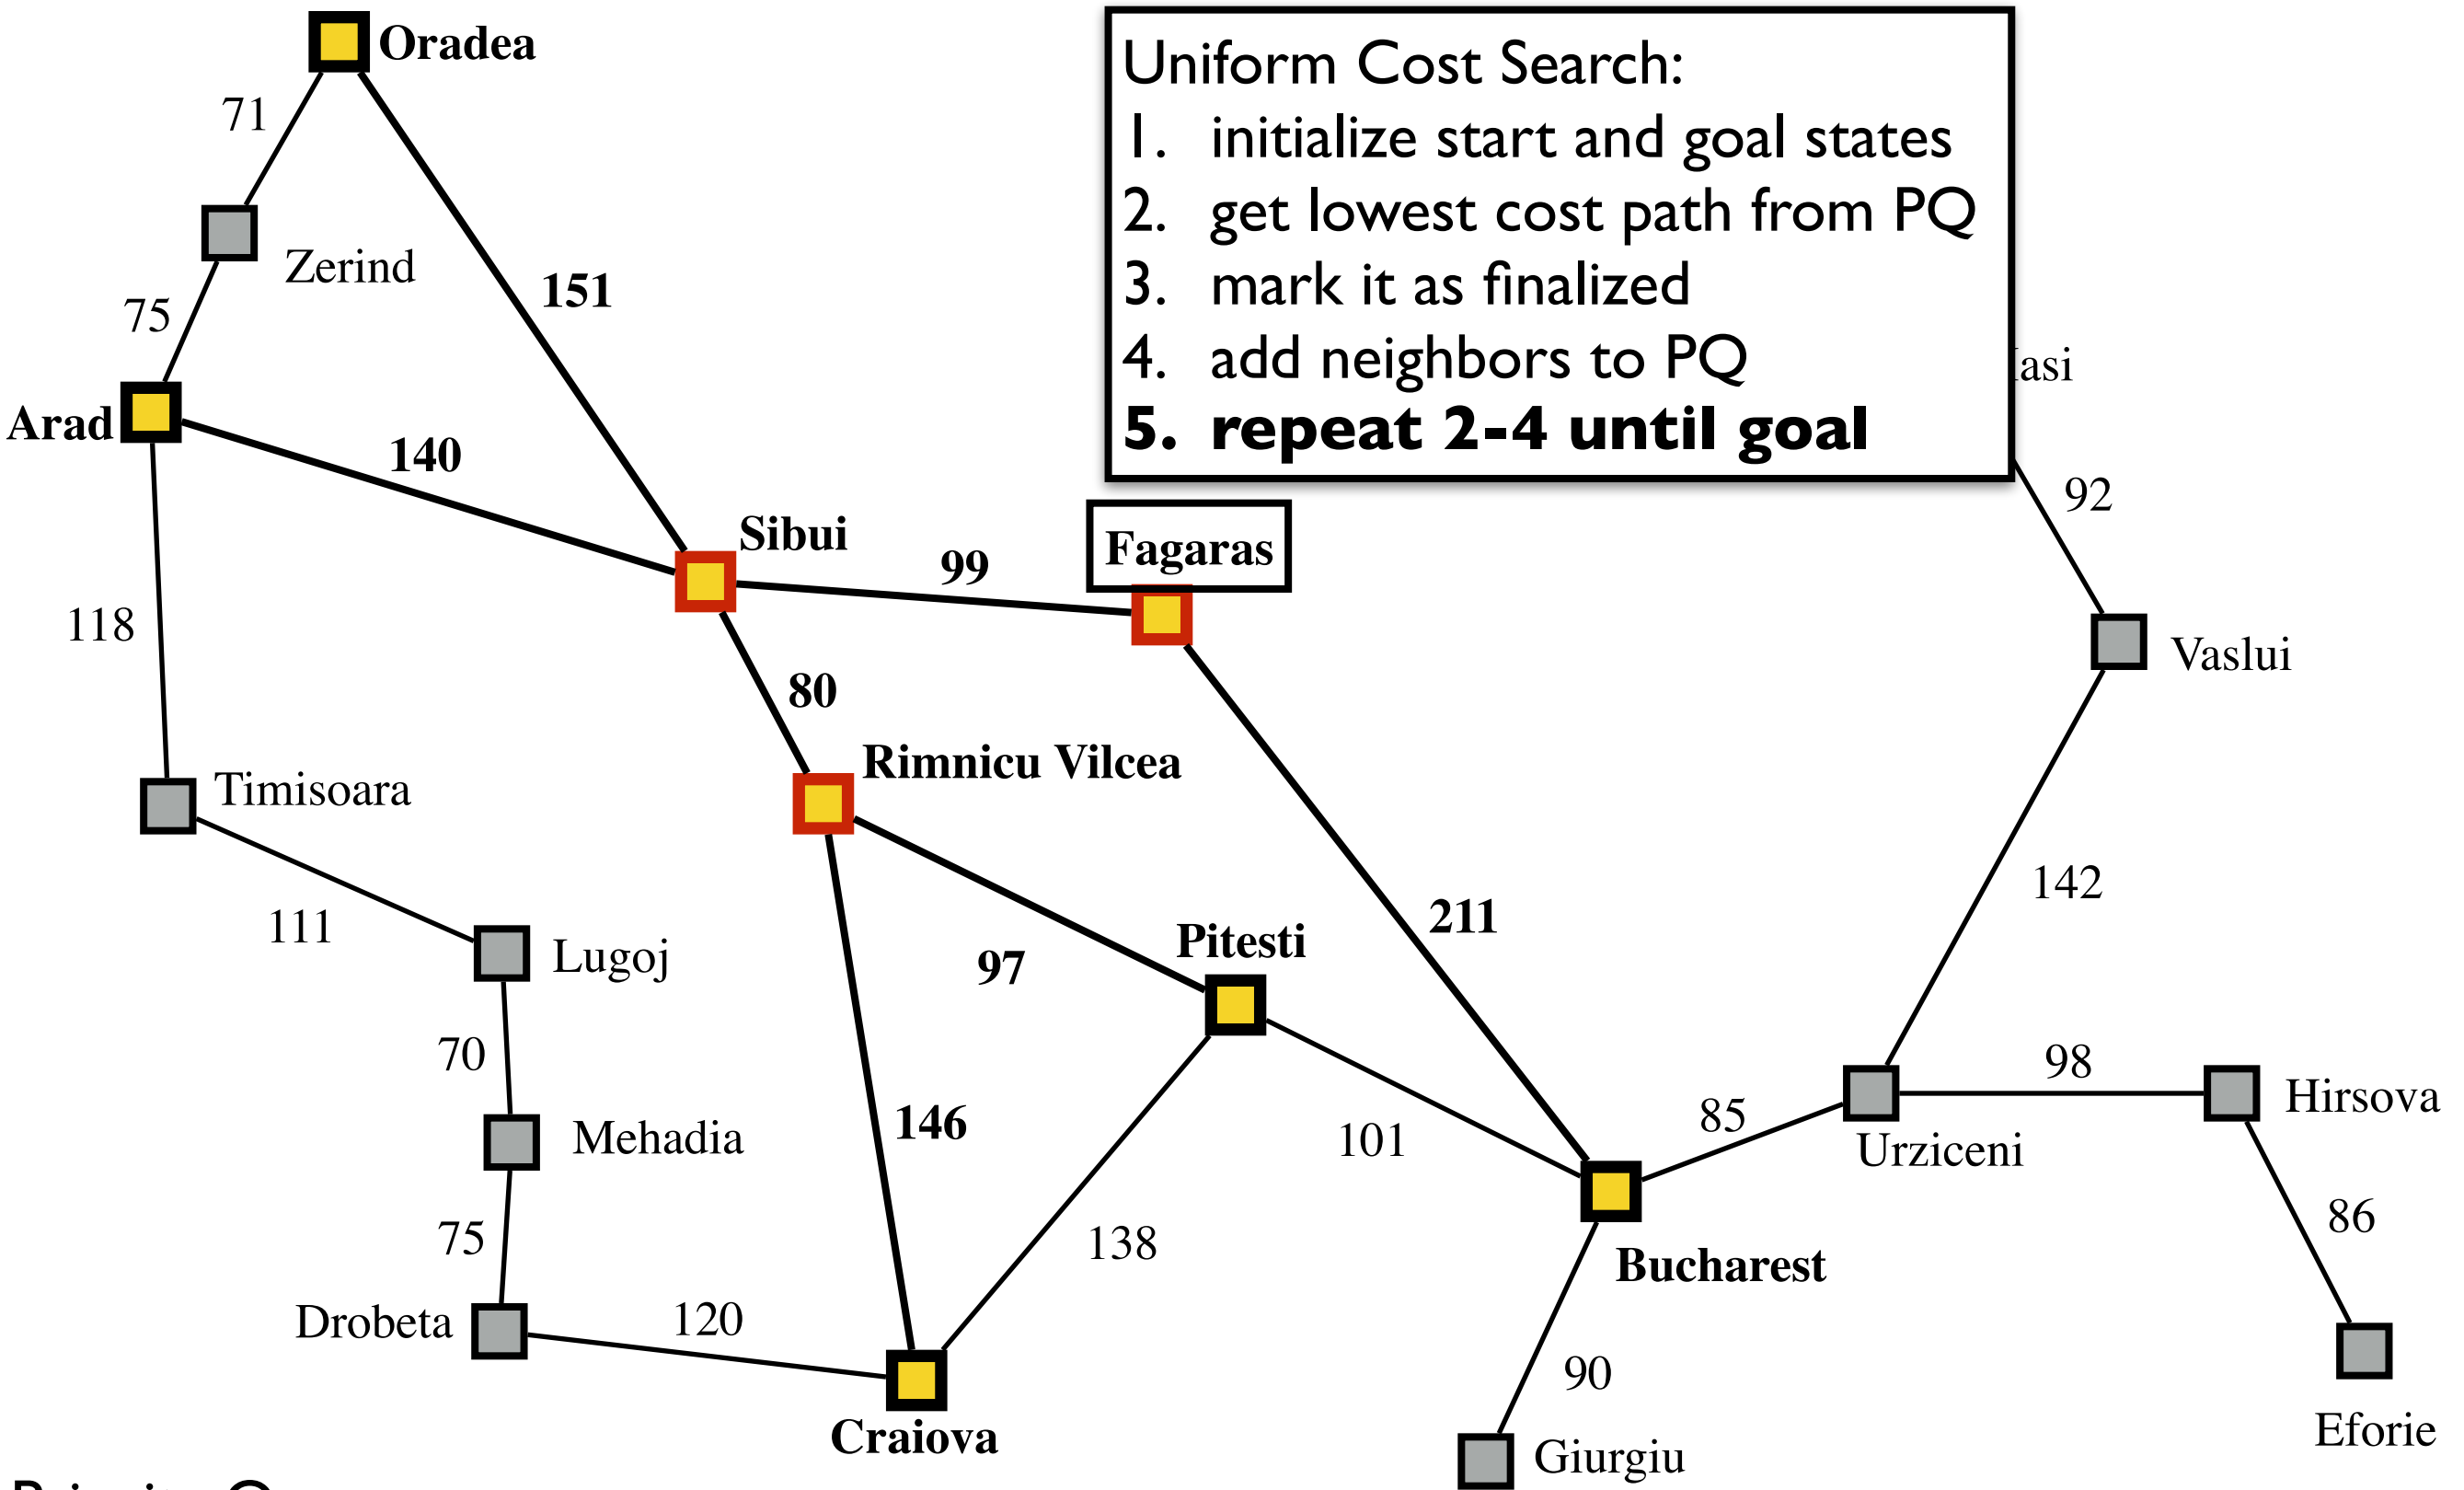 Oradea
Uniform Cost Search:
1. initialize start and goal states
2. get lowest cost path from PQ
3. mark it as finalized
4. add neighbors to PQ
5. repeat 2-4 until goal
71
Zerind
151
75
Arad
140
Iasi
92
Sibui
99
Fagaras
118
80
Vaslui
Rimnicu Vilcea
Timisoara
142
211
111
Lugoj
97
Pitesti
70
Mehadia
146
101
85
98
Hirsova
Urziceni
75
138
86
Bucharest
Drobeta
120
90
Craiova
Giurgiu
Eforie